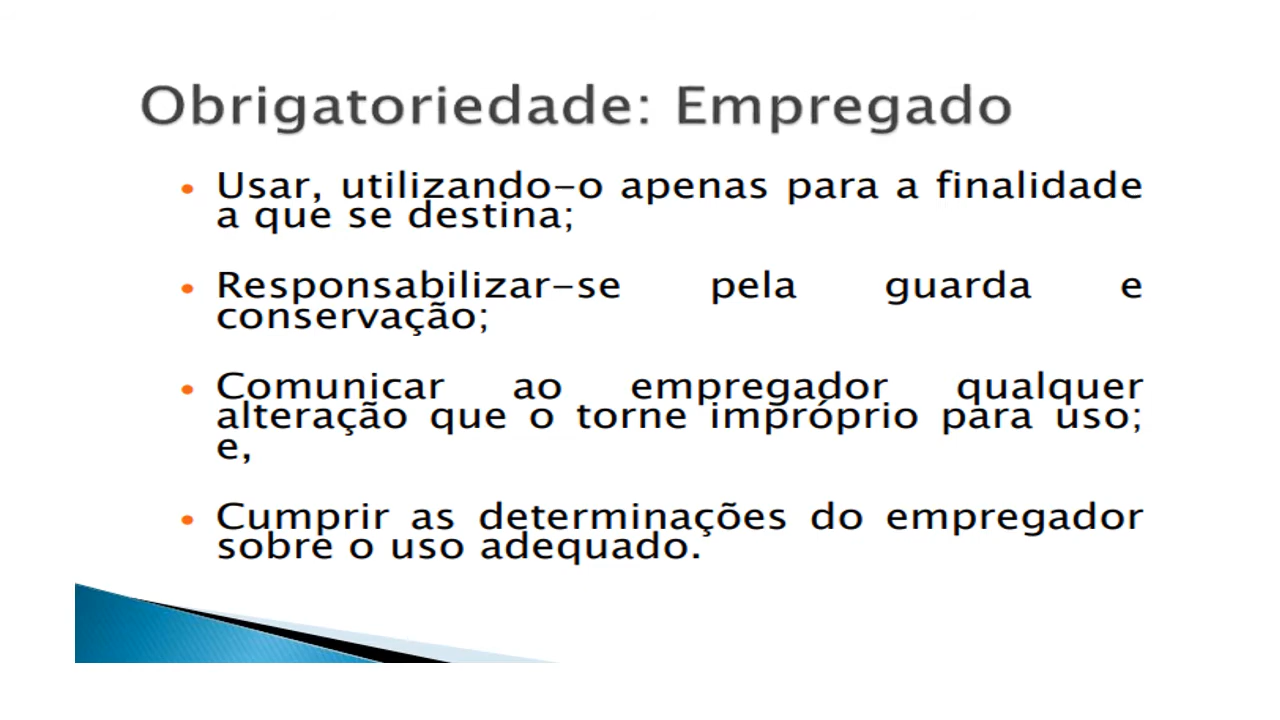 Obrigatoriedade: Empregado
• Usar, utilizando-o apenas para a finalidade
a que se destina;
• Responsabilizar-se pela guarda e
conservação;
• Comunicar ao empregador qualquer
alteração que o torne impróprio para uso;
e,
• Cumprir as determinações do empregador
sobre o uso adequado.